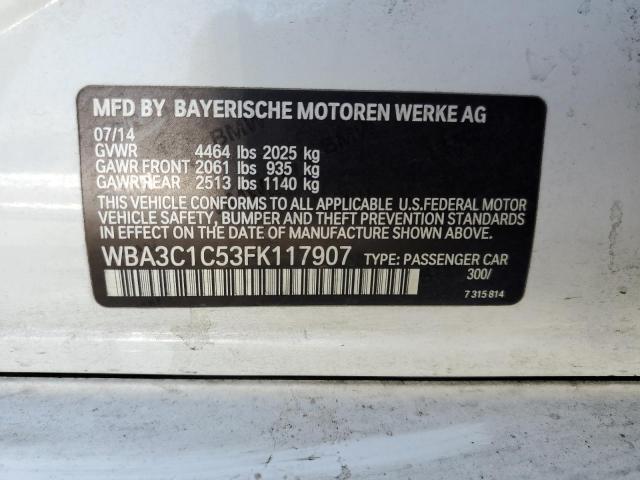 MFD BY BAYERISCHE MOTOREN WERKE AG
07/14
GVWR 4464 lbs 2025 kg
GAWR FRONT 2061 lbs 935 kg
GAWR REAR 2513 lbs 1140 kg
THIS VEHICLE CONFORMS TO ALL APPLICABLE U.S.FEDERAL MOTOR
VEHICLE SAFETY, BUMPER AND THEFT PREVENTION STANDARDS
IN EFFECT ON THE DATE OF MANUFACTURE SHOWN ABOVE.
WBA3C1C53FK117907 TYPE: PASSENGER CAR
300/
7 315 814